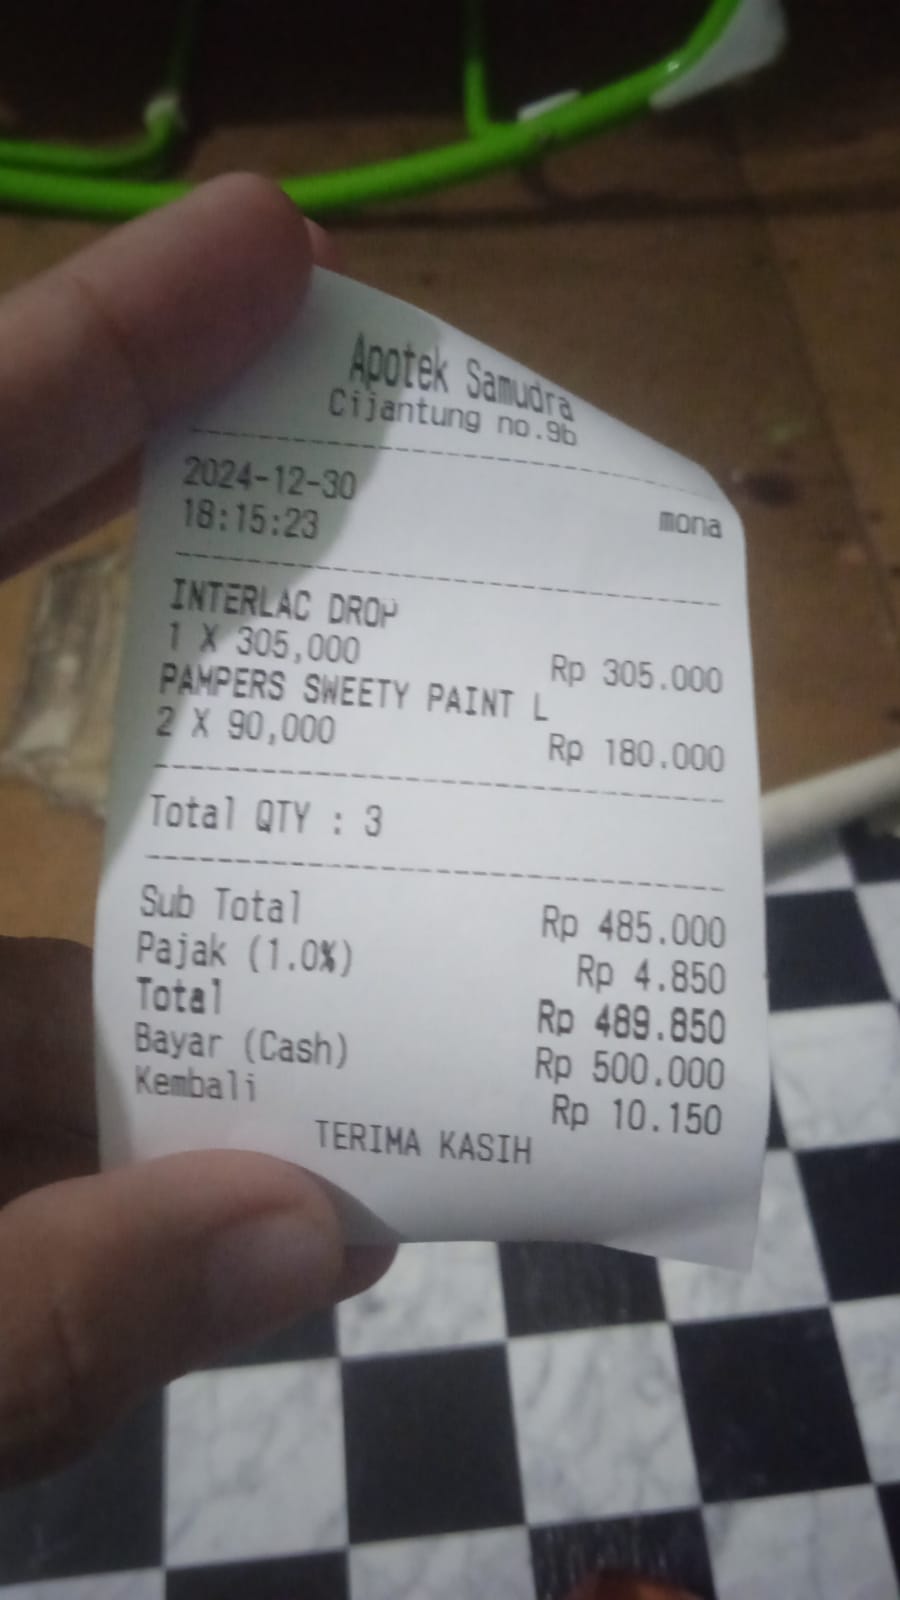 Apotek Samudra
Cijantung no.9b
2024-12-30
18:15:23 mona
INTERLAC DROP
1 X 305,000 Rp 305.000
PAMPERS SWEETY PAINT L
2 X 90,000 Rp 180.000
Total QTY : 3
Sub Total Rp 485.000
Pajak (1.0%) Rp 4.850
Total Rp 489.850
Bayar (Cash) Rp 500.000
Kembali Rp 10.150
TERIMA KASIH